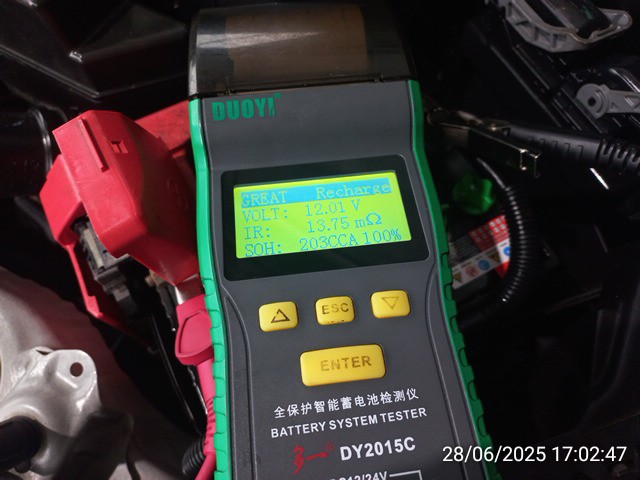 DUOYI
GREAT Recharge
VOLT: 12.01 V
IR: 13.75 mΩ
SOH: 203CCA 100%
ESC
ENTER
全保护智能蓄电池检测仪
BATTERY SYSTEM TESTER
DY2015C
28/06/2025 17:02:47